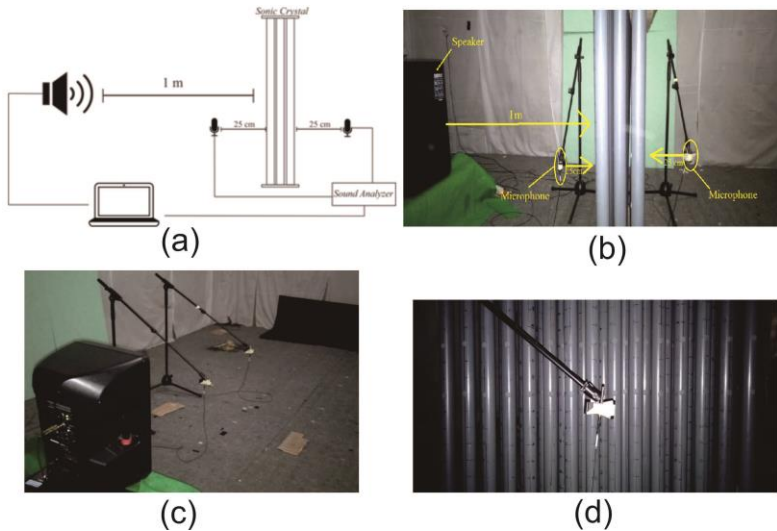 Sonic Crystal
1 m
25 cm
25 cm
Sound Analyzer
(a)
Speaker
1m
Microphone
Microphone
(b)
(c)
(d)